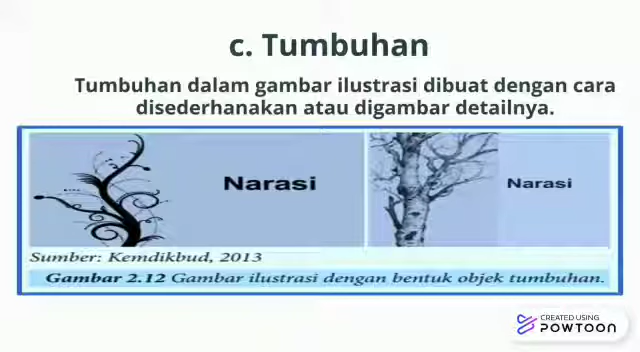 c. Tumbuhan
Tumbuhan dalam gambar ilustrasi dibuat dengan cara
disederhanakan atau digambar detailnya.
Narasi
Narasi
Sumber: Kemdikbud, 2013
Gambar 2.12 Gambar ilustrasi dengan bentuk objek tumbuhan.
CREATED USING
POWTOON